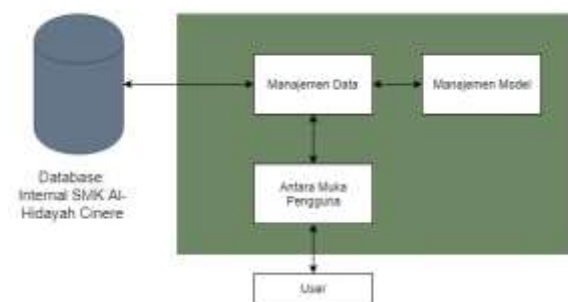 Manajemen Data
Manajemen Model
Database
Internal SMK Al-
Hidayah Cinere
Antara Muka
Pengguna
User